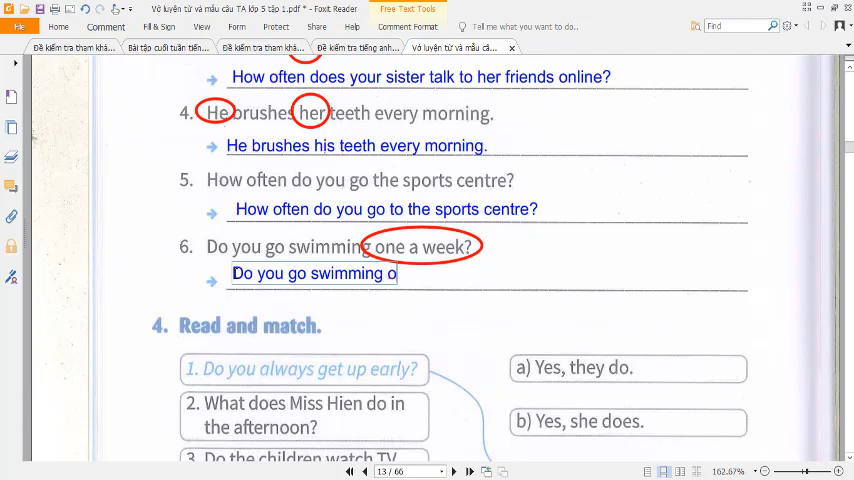 Vở luyện từ và mẫu câu TA lớp 5 tập 1.pdf* - Foxit Reader
Free Text Tools
File Home Comment Fill & Sign View Form Protect Share Help Comment Format Tell me what you want to do... Find
Đề kiểm tra tham khả... Bài tập cuối tuần tiến... Đề kiểm tra tham khả... Đề kiểm tra tiếng anh... Vở luyện từ và mẫu câ...
How often does your sister talk to her friends online?
4. He brushes her teeth every morning.
He brushes his teeth every morning.
5. How often do you go the sports centre?
How often do you go to the sports centre?
6. Do you go swimming one a week?
Do you go swimming o
4. Read and match.
1. Do you always get up early?
a) Yes, they do.
2. What does Miss Hien do in
the afternoon?
b) Yes, she does.
3. Do the children watch TV
13 / 66
162.67%